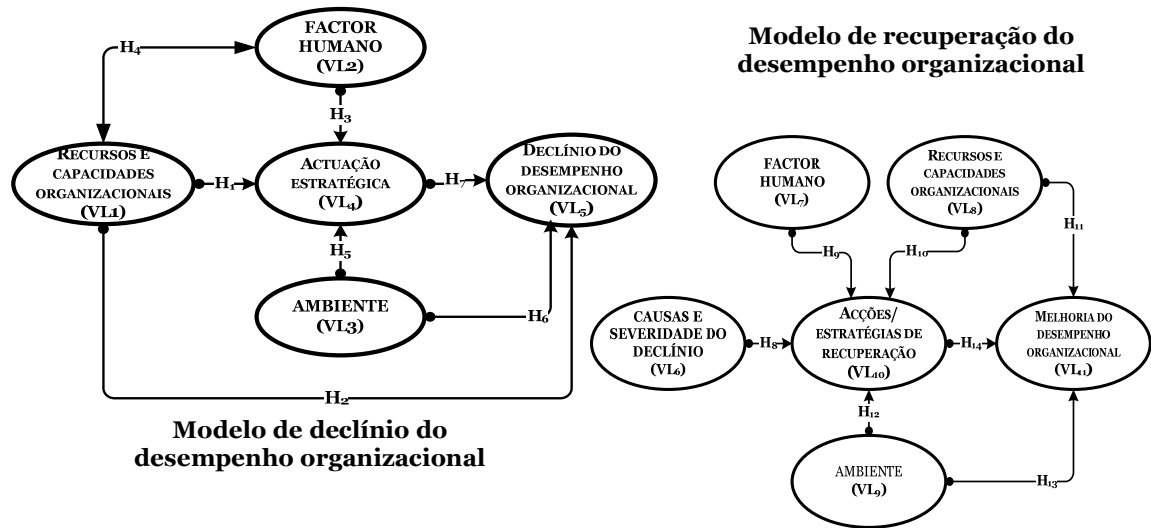 FACTOR
HUMANO
(VL2)
H4
H3
RECURSOS E
CAPACIDADES
ORGANIZACIONAIS
(VL1)
H1
ACTUAÇÃO
ESTRATÉGICA
(VL4)
H7
DECLÍNIO DO
DESEMPENHO
ORGANIZACIONAL
(VL5)
H5
AMBIENTE
(VL3)
H6
H2
Modelo de declínio do
desempenho organizacional
Modelo de recuperação do
desempenho organizacional
FACTOR
HUMANO
(VL7)
RECURSOS E
CAPACIDADES
ORGANIZACIONAIS
(VL8)
H9
H10
H11
CAUSAS E
SEVERIDADE DO
DECLÍNIO
(VL6)
H8
ACÇÕES/
ESTRATÉGIAS DE
RECUPERAÇÃO
(VL10)
H14
MELHORIA DO
DESEMPENHO
ORGANIZACIONAL
(VL11)
H12
AMBIENTE
(VL9)
H13